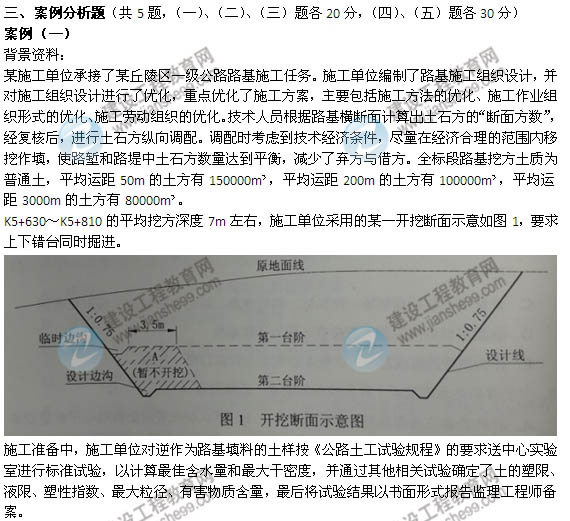 三、案例分析题（共 5 题，（一）、（二）、（三）题各 20 分，（四）、（五）题各 30 分）
案例（一）
背景资料：
某施工单位承接了某丘陵区一级公路路基施工任务。施工单位编制了路基施工组织设计，并
对施工组织设计进行了优化，重点优化了施工方案，主要包括施工方法的优化、施工作业组
织形式的优化、施工劳动组织的优化。技术人员根据路基横断面计算出土石方的“断面方数”，
经复核后，进行土石方纵向调配。调配时考虑到技术经济条件，尽量在经济合理的范围内移
挖作填，使路堑和路堤中土石方数量达到平衡，减少了弃方与借方。全标段路基挖方土质为
普通土，平均运距 50m 的土方有 150000m³，平均运距 200m 的土方有 100000m³，平均运
距 3000m 的土方有 80000m³。
K5+630～K5+810 的平均挖方深度 7m 左右，施工单位采用的某一开挖断面示意如图 1，要求
上下错台同时掘进。
原地面线
1:0.75
1:0.75
3.5m
临时边沟
第一台阶
A
(暂不开挖)
设计线
设计边沟
第二台阶
图 1 开挖断面示意图
建设工程教育网
www.jianshe99.com
建设工程教育网
www.jianshe99.com
施工准备中，施工单位对逆作为路基填料的土样按《公路土工试验规程》的要求送中心实验
室进行标准试验，以计算最佳含水量和最大干密度，并通过其他相关试验确定了土的塑限、
液限、塑性指数、最大粒径、有害物质含量，最后将试验结果以书面形式报告监理工程师备
案。